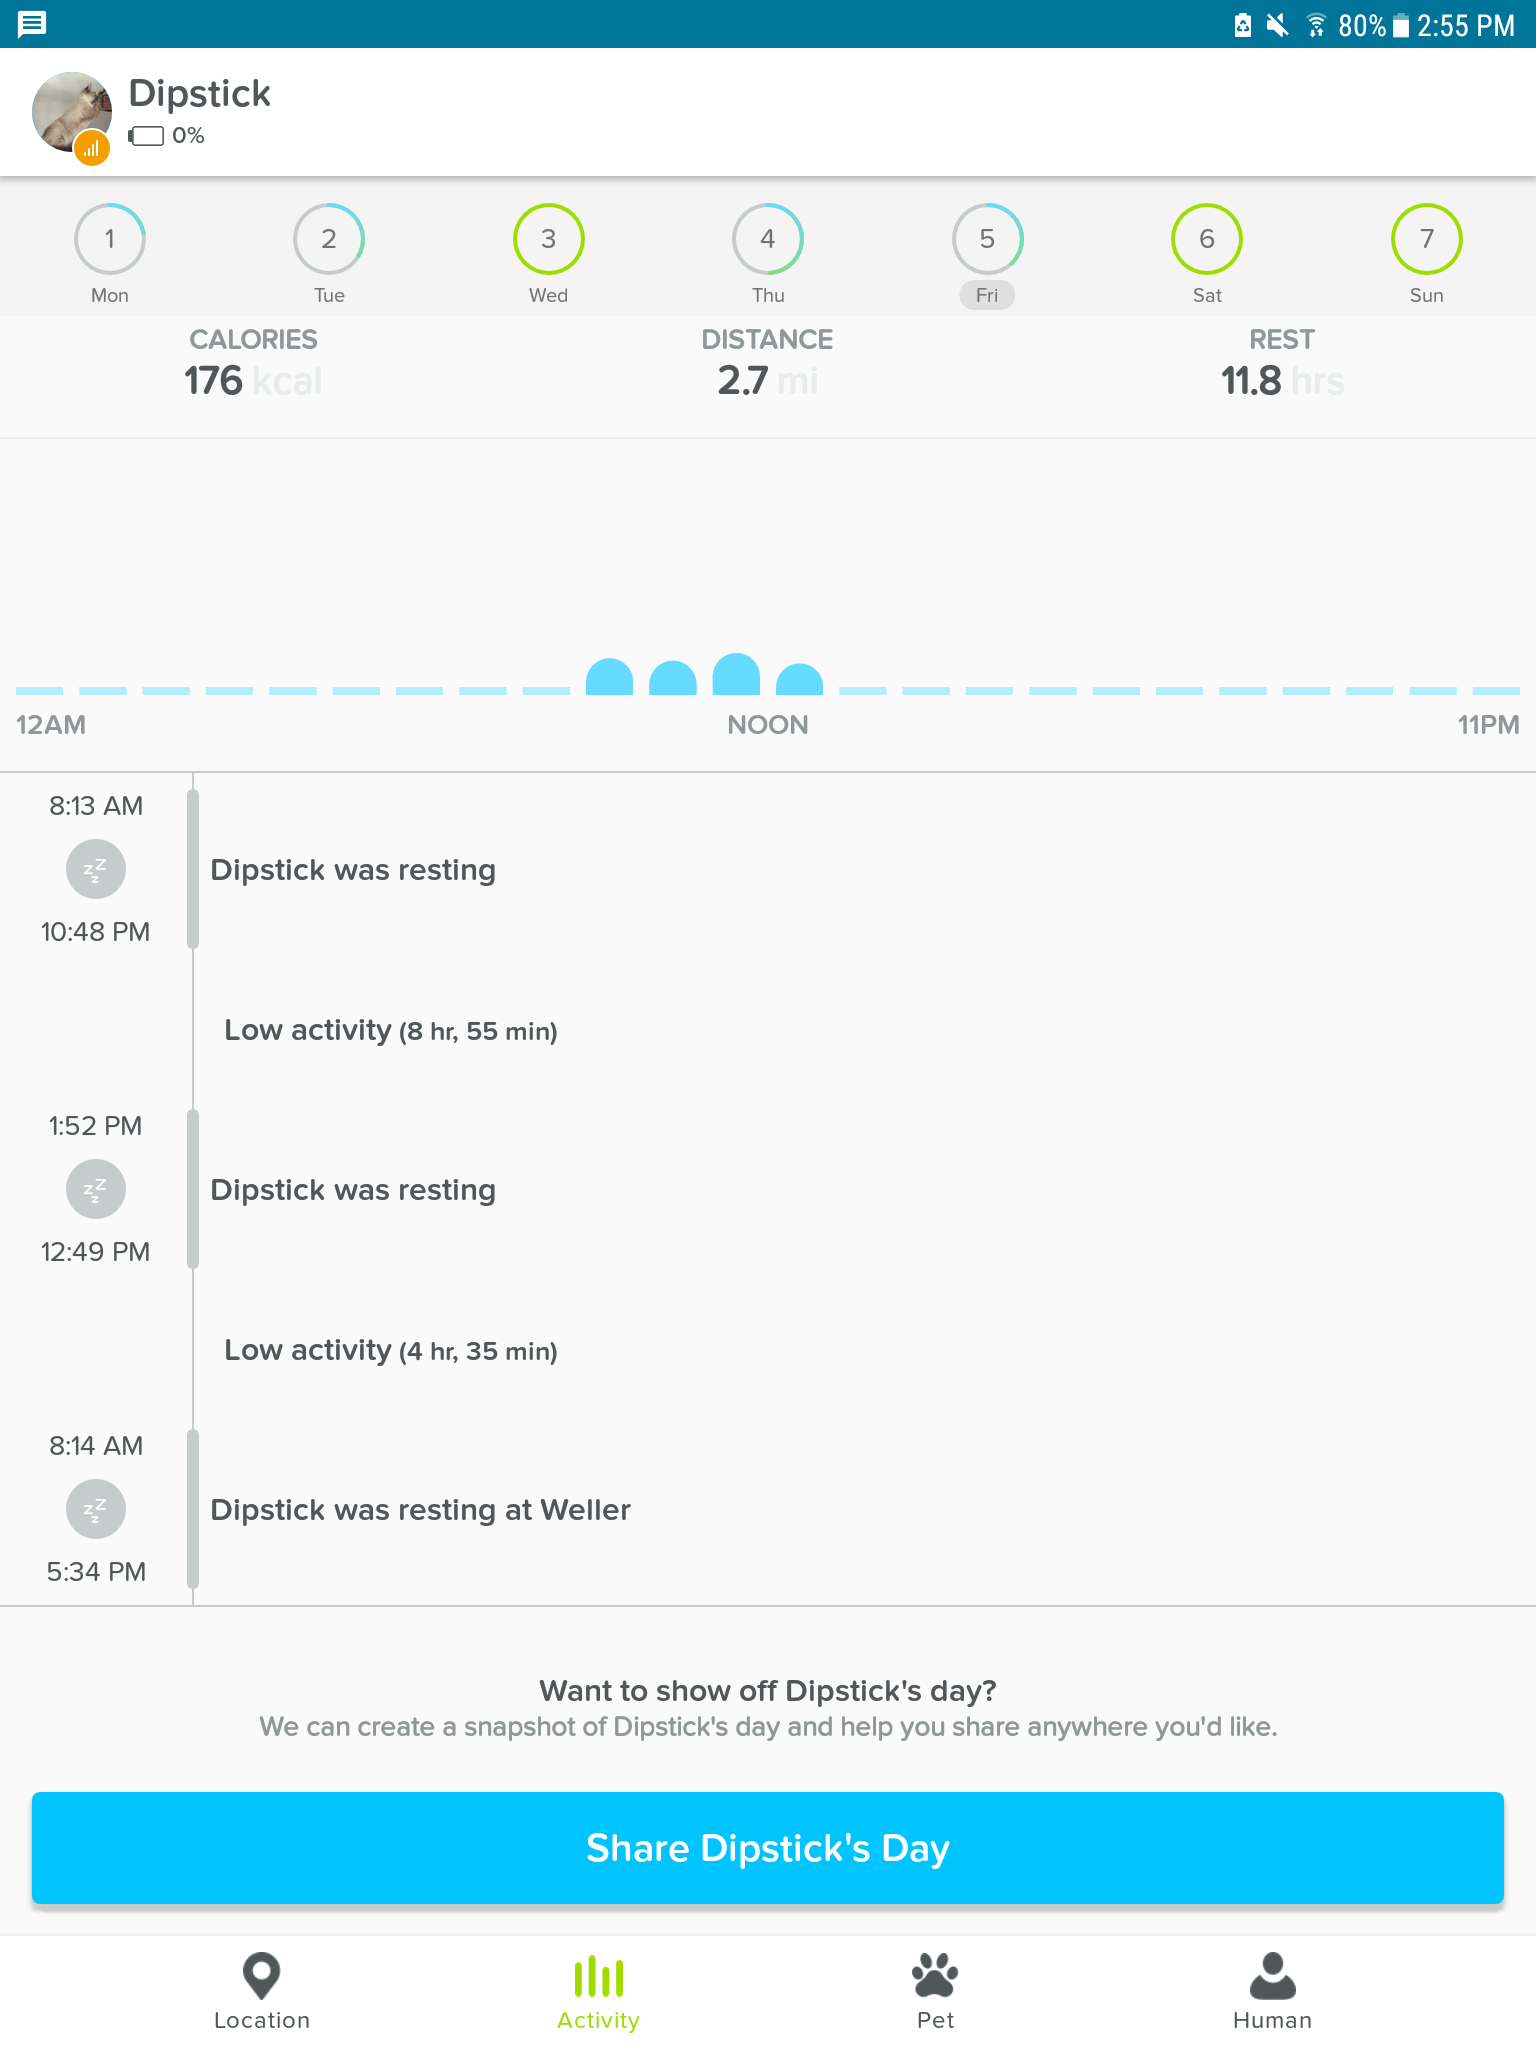 80% 2:55 PM
Dipstick
0%
1 2 3 4 5 6 7
Mon Tue Wed Thu Fri Sat Sun
CALORIES DISTANCE REST
176 kcal 2.7 mi 11.8 hrs
12AM NOON 11PM
8:13 AM
zzz
Dipstick was resting
10:48 PM
Low activity (8 hr, 55 min)
1:52 PM
zzz
Dipstick was resting
12:49 PM
Low activity (4 hr, 35 min)
8:14 AM
zzz
Dipstick was resting at Weller
5:34 PM
Want to show off Dipstick's day?
We can create a snapshot of Dipstick's day and help you share anywhere you'd like.
Share Dipstick's Day
Location Activity Pet Human